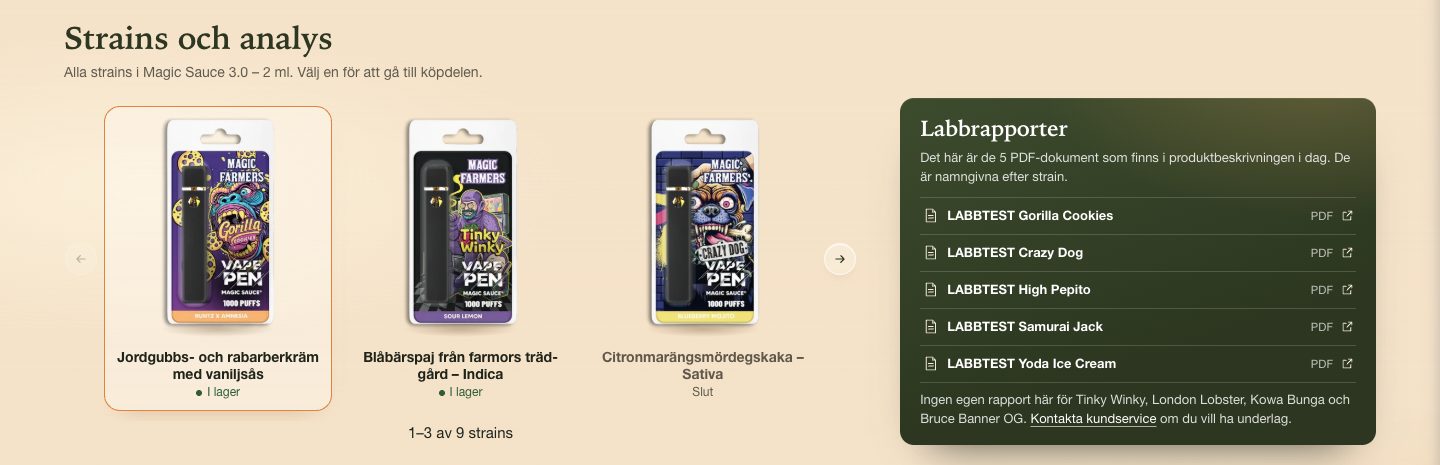 Strains och analys
Alla strains i Magic Sauce 3.0 – 2 ml. Välj en för att gå till köpdelen.
MAGIC
FARMERS
Gorilla
COOKIES
VAPE
PEN
MAGIC SAUCE
1000 PUFFS
RUNTZ X AMNESIA
Jordgubbs- och rabarberkräm
med vaniljsås
I lager
MAGIC
FARMERS
Tinky
Winky
VAPE
PEN
MAGIC SAUCE
1000 PUFFS
SOUR LEMON
Blåbärspaj från farmors träd-
gård – Indica
I lager
MAGIC
FARMERS
CRAZY DOG
VAPE
PEN
MAGIC SAUCE
1000 PUFFS
BLUEBERRY MOJITO
Citronmarängsmördegskaka –
Sativa
Slut
1–3 av 9 strains
Labbrapporter
Det här är de 5 PDF-dokument som finns i produktbeskrivningen i dag. De
är namngivna efter strain.
LABBTEST Gorilla Cookies PDF
LABBTEST Crazy Dog PDF
LABBTEST High Pepito PDF
LABBTEST Samurai Jack PDF
LABBTEST Yoda Ice Cream PDF
Ingen egen rapport här för Tinky Winky, London Lobster, Kowa Bunga och
Bruce Banner OG. Kontakta kundservice om du vill ha underlag.